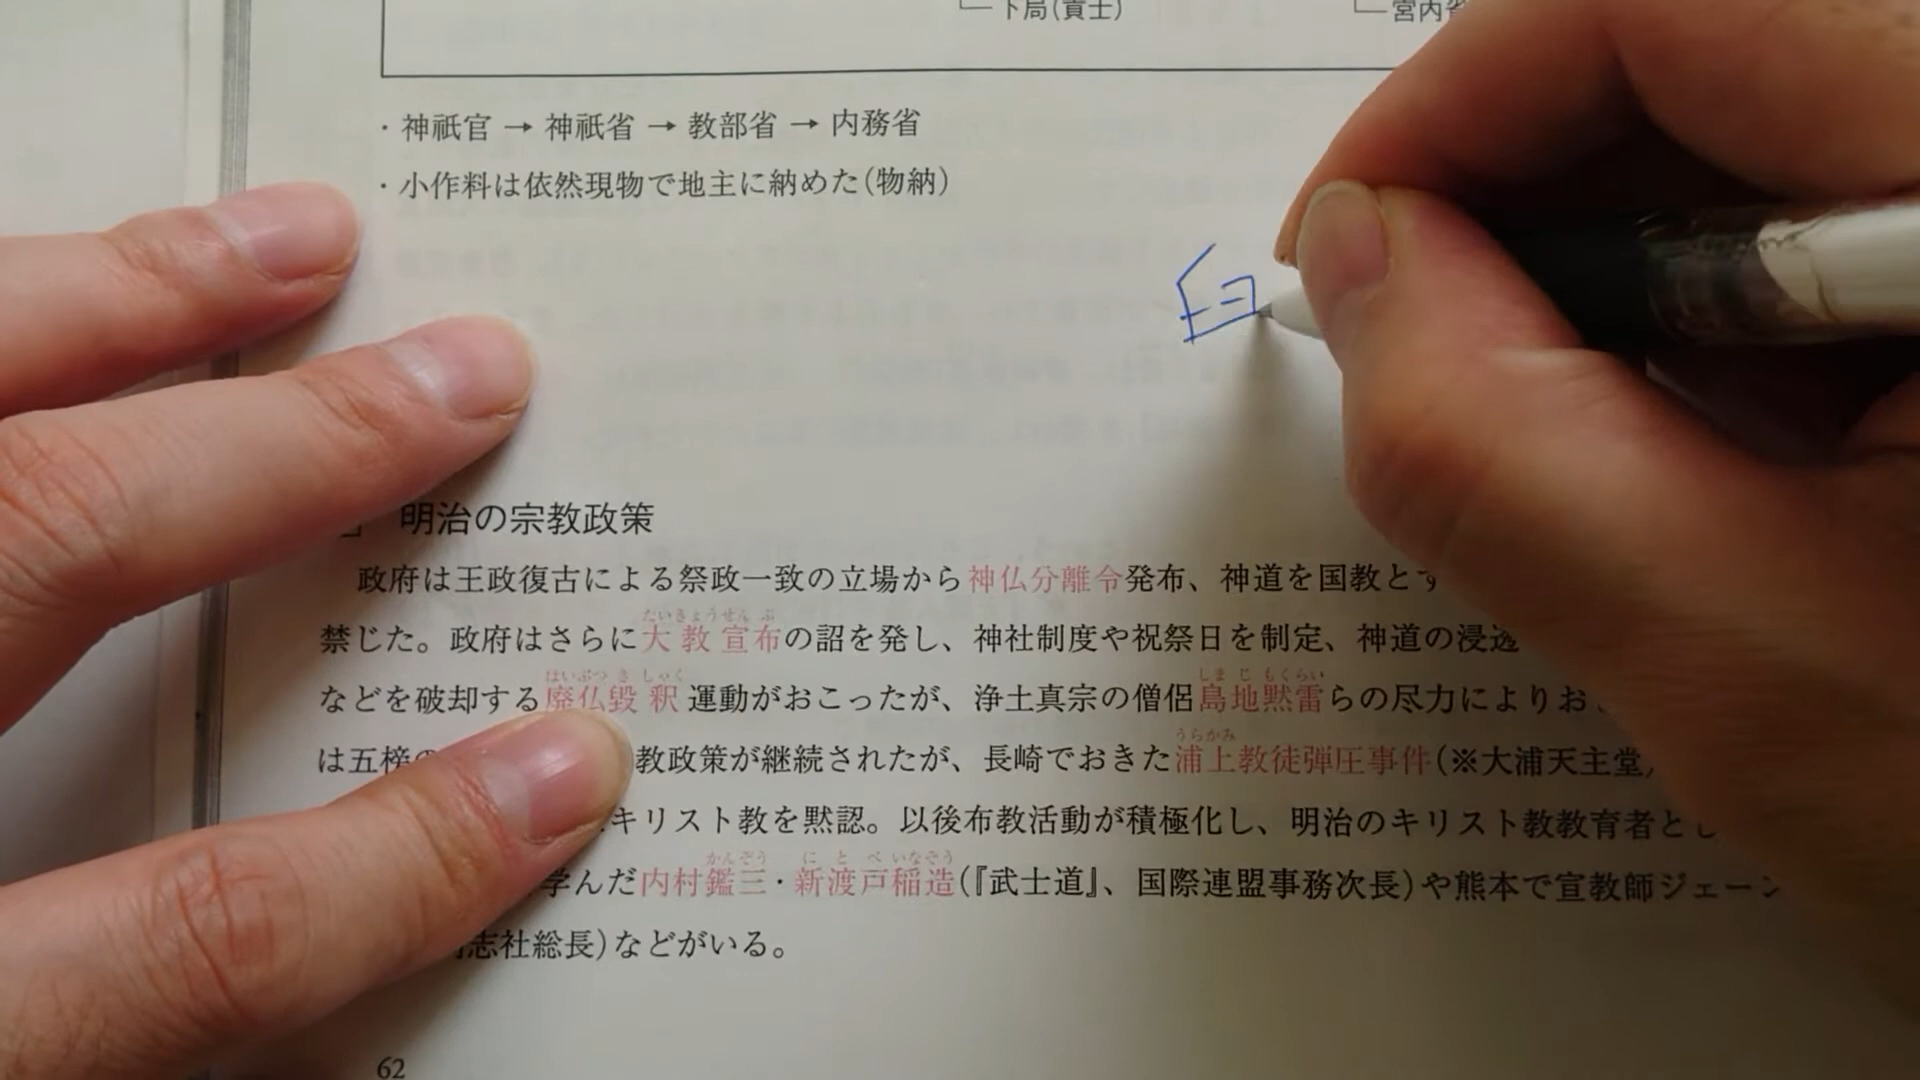 下局(貢士)
宮内省
・神祇官 → 神祇省 → 教部省 → 内務省
・小作料は依然現物で地主に納めた(物納)
明治の宗教政策
政府は王政復古による祭政一致の立場から神仏分離令発布、神道を国教とす
だいきょうせんぷ
禁じた。政府はさらに大教宣布の詔を発し、神社制度や祝祭日を制定、神道の浸透
はいぶつきしゃく しまじもくらい
などを破却する廃仏毀釈運動がおこったが、浄土真宗の僧侶島地黙雷らの尽力によりお
うらかみ
は五榜の 教政策が継続されたが、長崎でおきた浦上教徒弾圧事件(※大浦天主堂
キリスト教を黙認。以後布教活動が積極化し、明治のキリスト教教育者とし
かんぞう にとべいなぞう
学んだ内村鑑三・新渡戸稲造(『武士道』、国際連盟事務次長)や熊本で宣教師ジェーン
志社総長)などがいる。
62